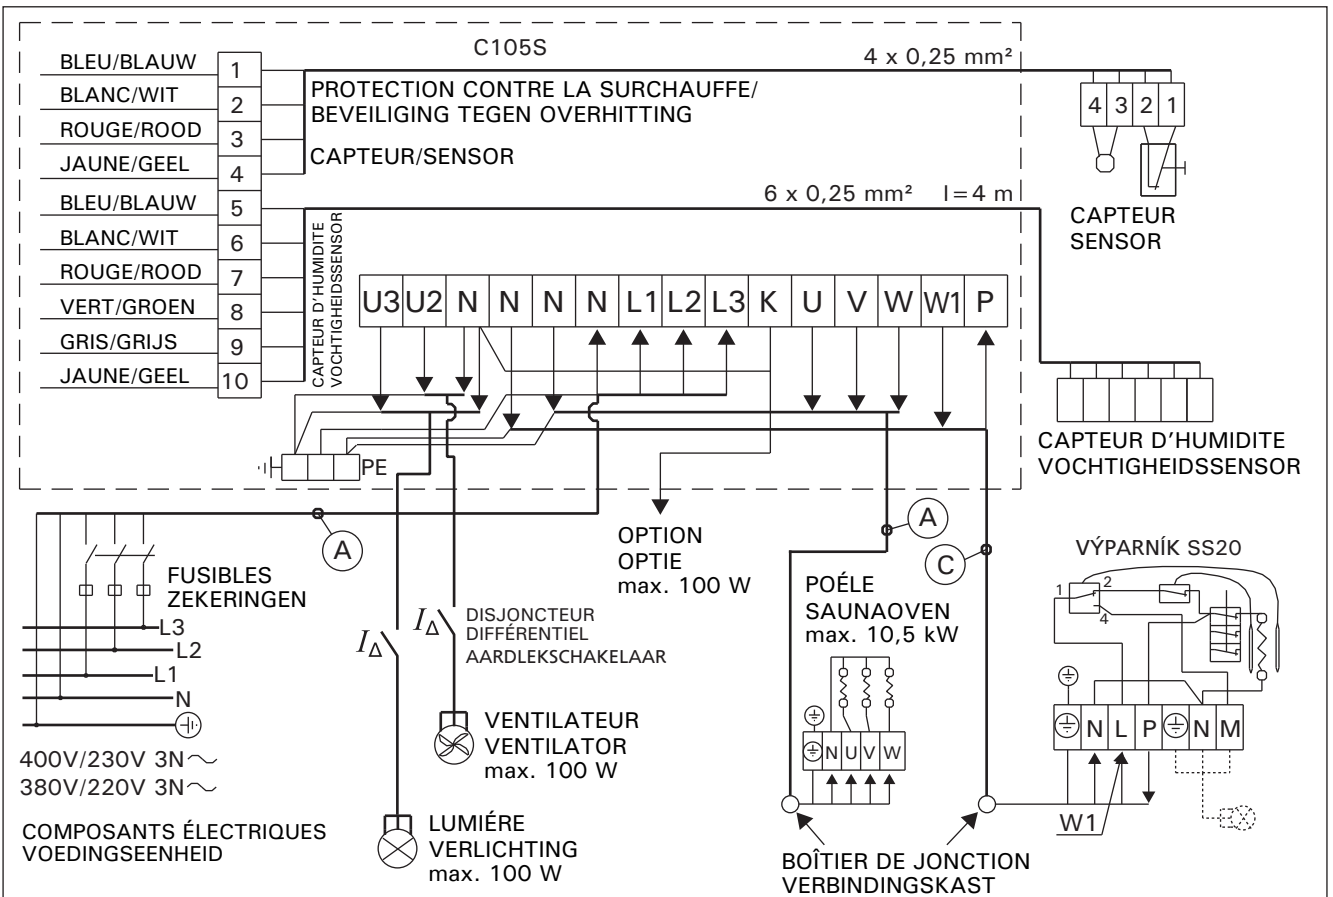 C105S
4 x 0,25 mm²
BLEU/BLAUW 1
BLANC/WIT 2
ROUGE/ROOD 3
JAUNE/GEEL 4
BLEU/BLAUW 5
BLANC/WIT 6
ROUGE/ROOD 7
VERT/GROEN 8
GRIS/GRIJS 9
JAUNE/GEEL 10
PROTECTION CONTRE LA SURCHAUFFE/
BEVEILIGING TEGEN OVERHITTING
CAPTEUR/SENSOR
4 3 2 1
CAPTEUR
SENSOR
6 x 0,25 mm² l = 4 m
CAPTEUR D'HUMIDITE
VOCHTIGHEIDSSENSOR
U3 U2 N N N N L1 L2 L3 K U V W W1 P
CAPTEUR D'HUMIDITE
VOCHTIGHEIDSSENSOR
PE
A
OPTION
OPTIE
max. 100 W
A
C
FUSIBLES
ZEKERINGEN
L3
L2
L1
N
400V/230V 3N~
380V/220V 3N~
COMPOSANTS ÉLECTRIQUES
VOEDINGSEENHEID
IΔ
IΔ
DISJONCTEUR
DIFFÉRENTIEL
AARDLEKSCHAKELAAR
VENTILATEUR
VENTILATOR
max. 100 W
LUMIÉRE
VERLICHTING
max. 100 W
POÉLE
SAUNAOVEN
max. 10,5 kW
N U V W
BOÎTIER DE JONCTION
VERBINDINGSKAST
VÝPARNÍK SS20
1 2
4
N L P N M
W1